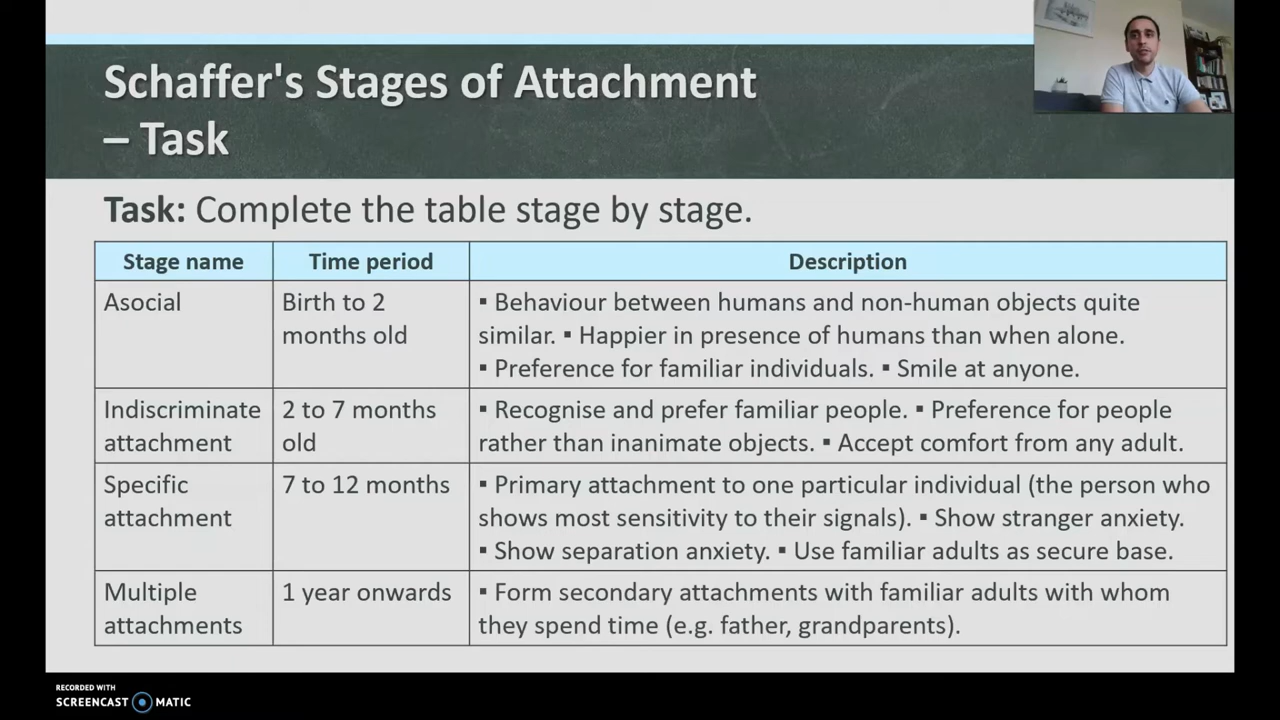 Schaffer's Stages of Attachment
– Task
Task: Complete the table stage by stage.
Stage name Time period Description
Asocial
Birth to 2
months old
▪ Behaviour between humans and non-human objects quite
similar. ▪ Happier in presence of humans than when alone.
▪ Preference for familiar individuals. ▪ Smile at anyone.
Indiscriminate
attachment
2 to 7 months
old
▪ Recognise and prefer familiar people. ▪ Preference for people
rather than inanimate objects. ▪ Accept comfort from any adult.
Specific
attachment
7 to 12 months
▪ Primary attachment to one particular individual (the person who
shows most sensitivity to their signals). ▪ Show stranger anxiety.
▪ Show separation anxiety. ▪ Use familiar adults as secure base.
Multiple
attachments
1 year onwards
▪ Form secondary attachments with familiar adults with whom
they spend time (e.g. father, grandparents).
RECORDED WITH
SCREENCAST MATIC